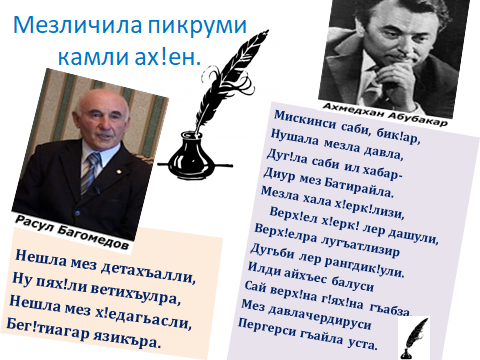 Мезличила пикруми
камли ах!ен.
Расул Багомедов
Нешла мез детахъалли,
Ну пях!ли ветихъулра,
Нешла мез х!едагьасли,
Бег!тиагар язикъра.
Ахмедхан Абубакар
Мискинси саби, бик!ар,
Нушала мезла давла,
Дуг!ла саби ил хабар-
Диур мез Батирайла.
Мезла хала х!ерк!лизи,
Верх!ел х!ерк! лер дашули,
Верх!елра лугъатлизир
Дугьби лер рангдик!ули.
Илди айхъес балуси
Сай верх!на г!ях!на гъабза
Мез давлачердируси
Пергерси гъайла уста.